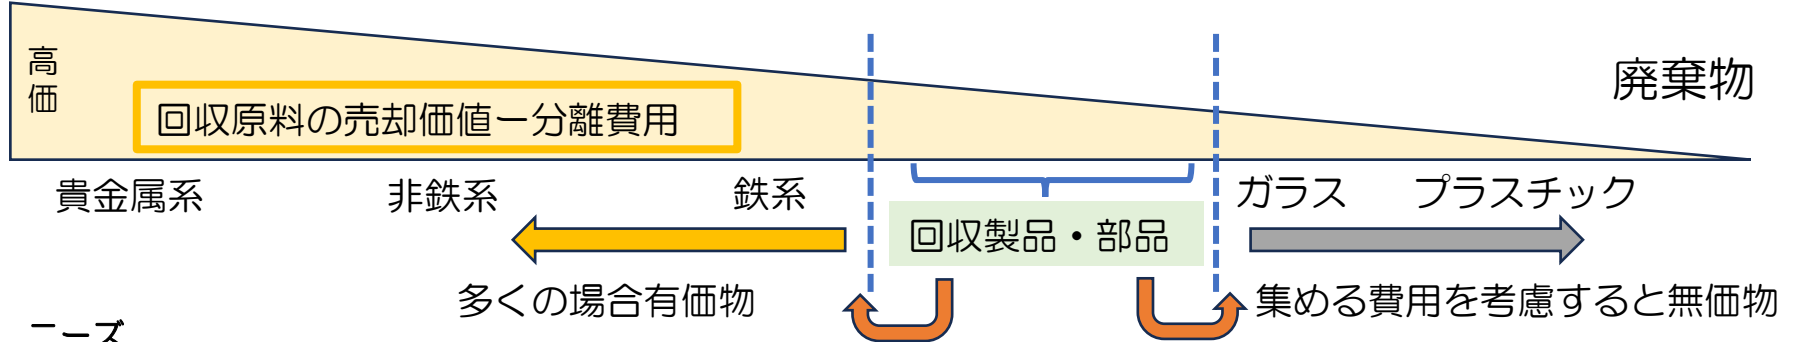 高価
廃棄物
回収原料の売却価値ー分離費用
貴金属系
非鉄系
鉄系
ガラス
プラスチック
回収製品・部品
多くの場合有価物
集める費用を考慮すると無価物
ニーズ